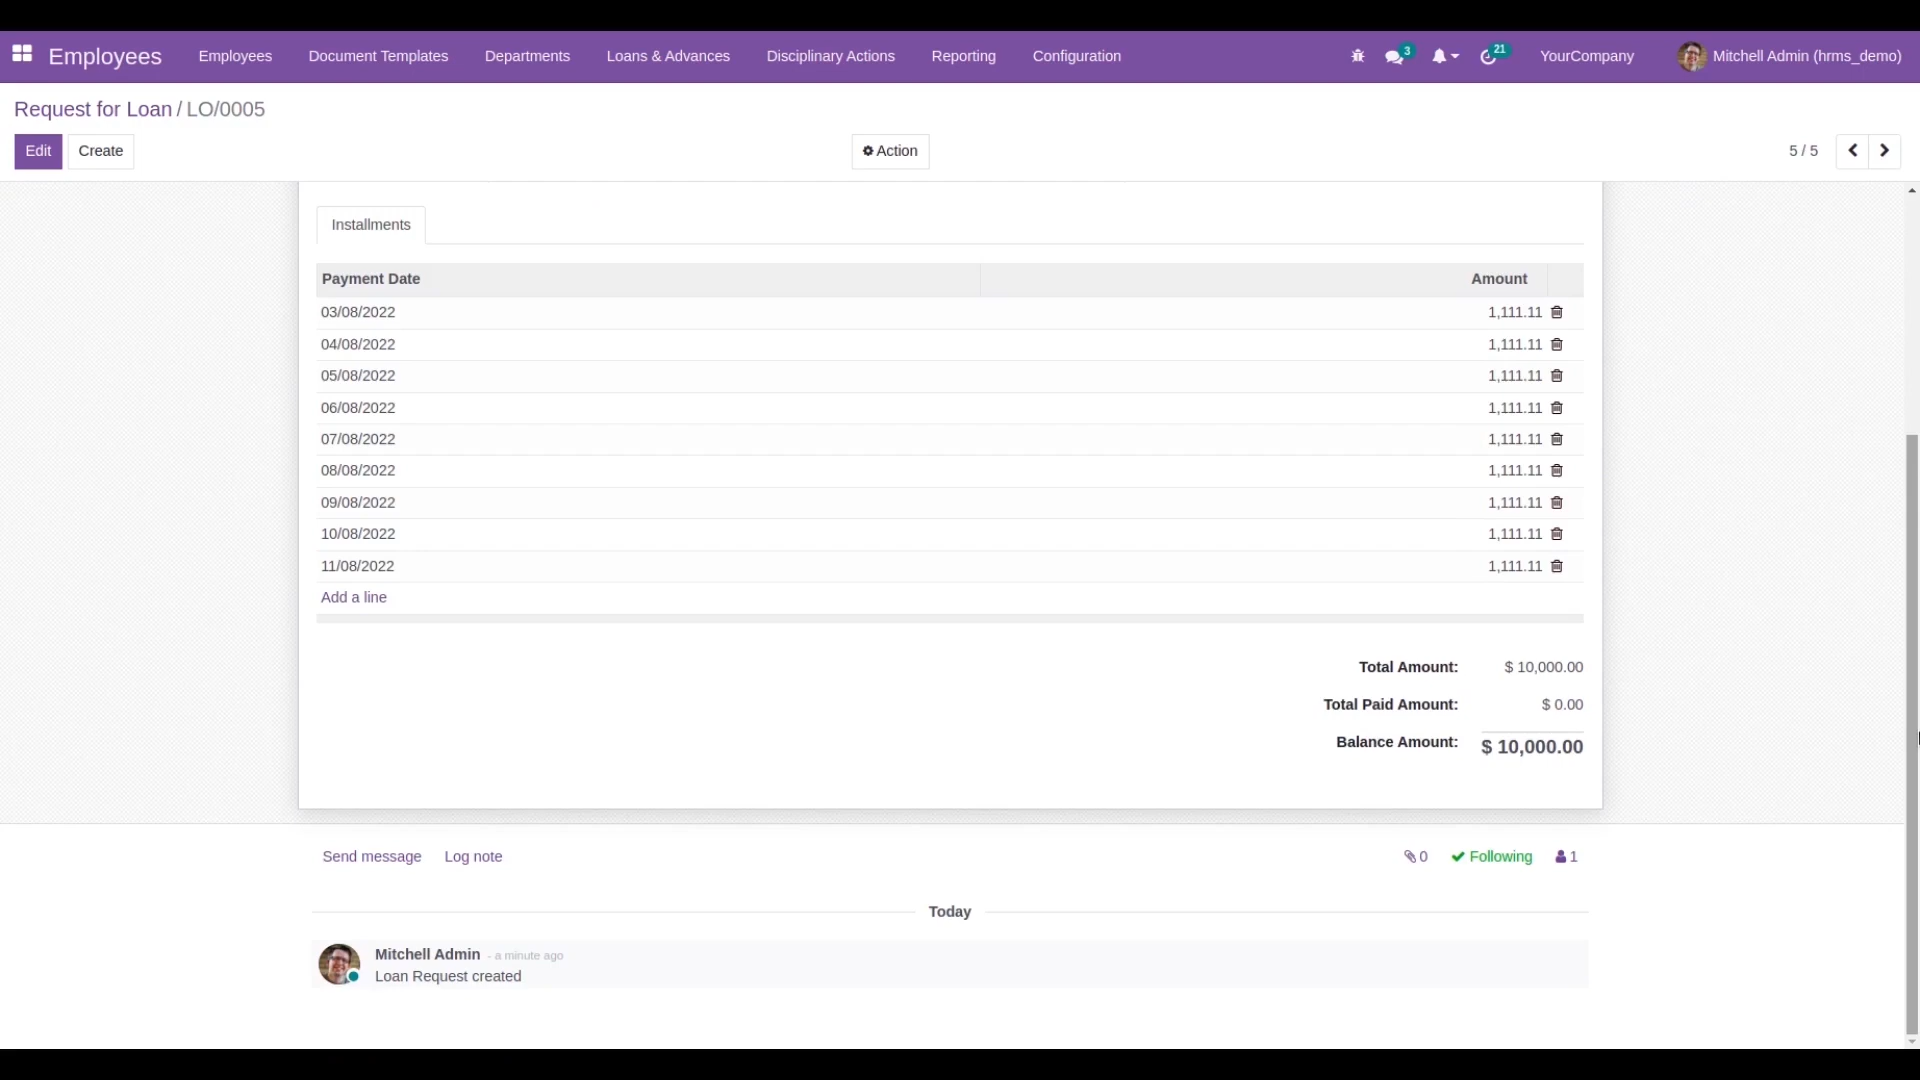 Employees Employees Document Templates Departments Loans & Advances Disciplinary Actions Reporting Configuration 3 21 YourCompany Mitchell Admin (hrms_demo)
Request for Loan / LO/0005
Edit Create Action 5 / 5
Installments
Payment Date Amount
03/08/2022 1,111.11
04/08/2022 1,111.11
05/08/2022 1,111.11
06/08/2022 1,111.11
07/08/2022 1,111.11
08/08/2022 1,111.11
09/08/2022 1,111.11
10/08/2022 1,111.11
11/08/2022 1,111.11
Add a line
Total Amount: $ 10,000.00
Total Paid Amount: $ 0.00
Balance Amount: $ 10,000.00
Send message Log note 0 Following 1
Today
Mitchell Admin - a minute ago
Loan Request created